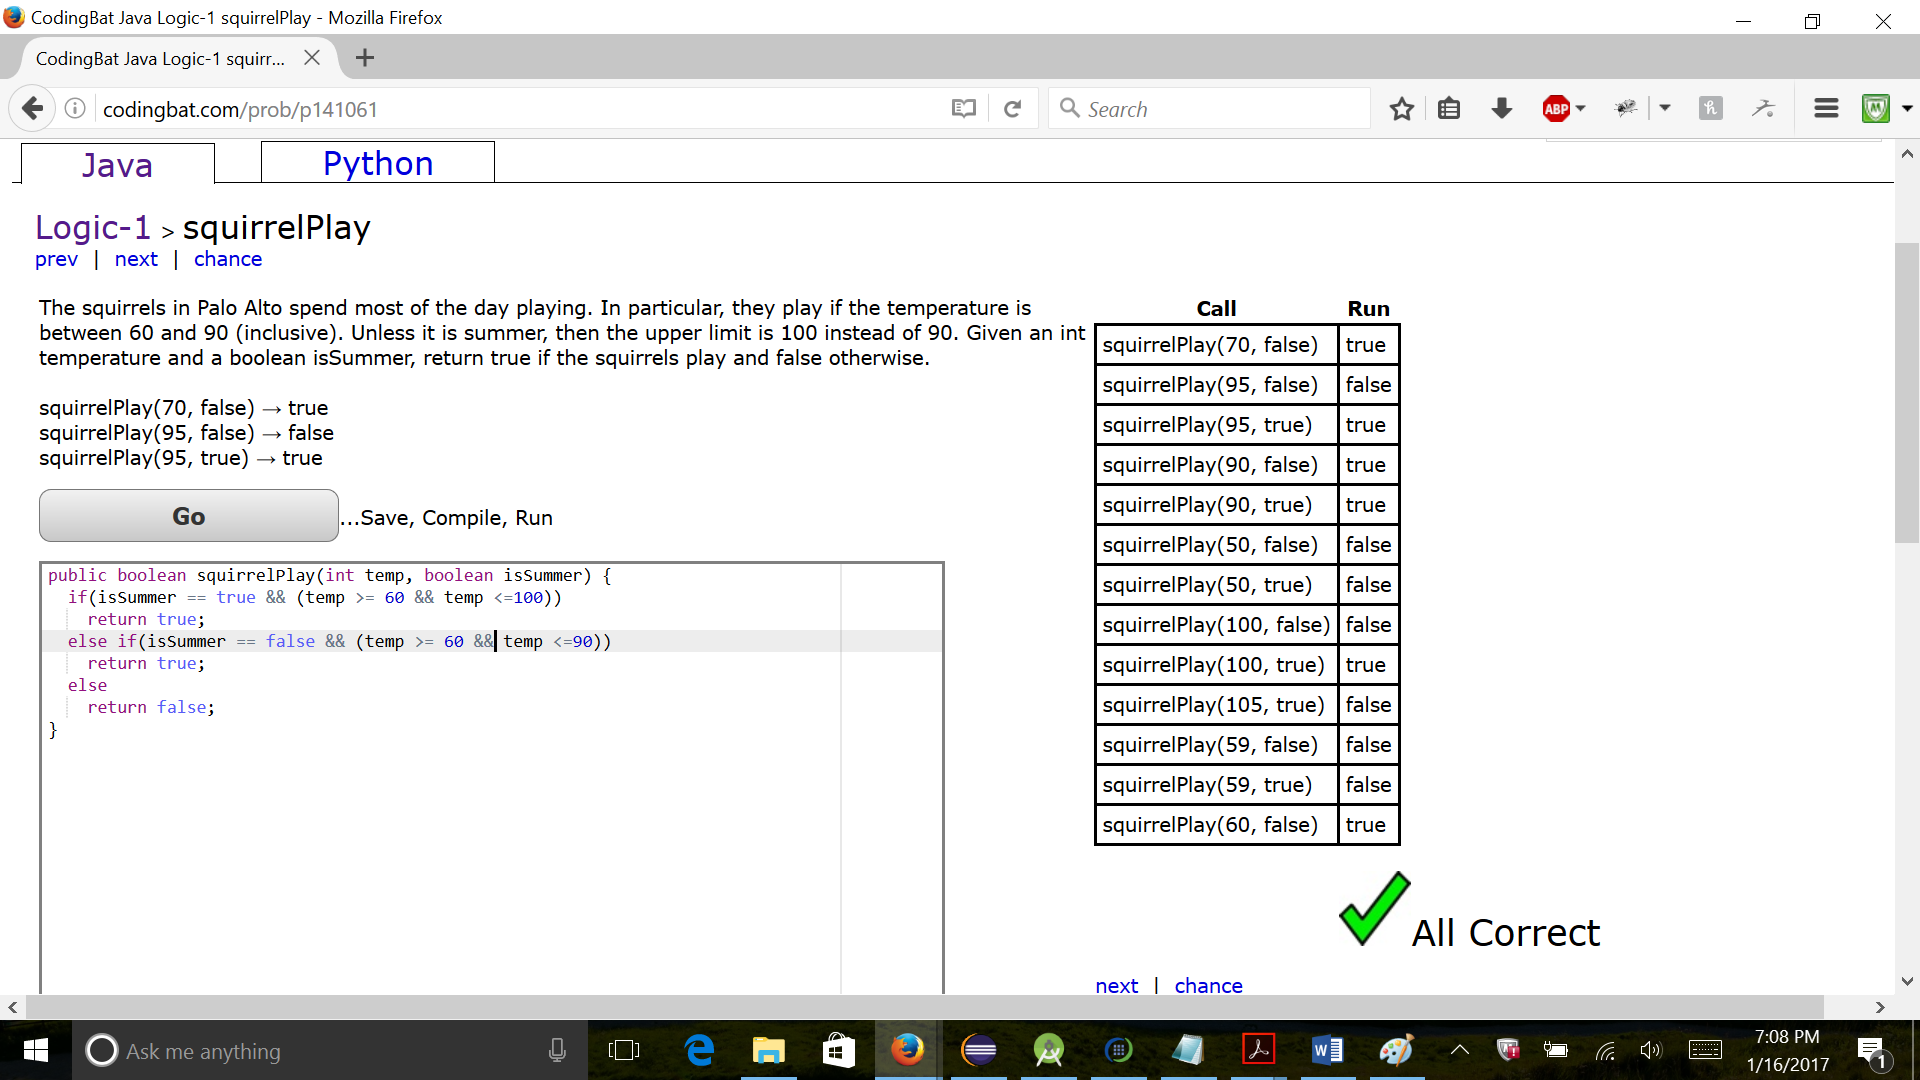 CodingBat Java Logic-1 squirrelPlay - Mozilla Firefox
CodingBat Java Logic-1 squirr...
codingbat.com/prob/p141061
Search
ABP
h
M
Java
Python
Logic-1 > squirrelPlay
prev | next | chance
The squirrels in Palo Alto spend most of the day playing. In particular, they play if the temperature is
between 60 and 90 (inclusive). Unless it is summer, then the upper limit is 100 instead of 90. Given an int
temperature and a boolean isSummer, return true if the squirrels play and false otherwise.
squirrelPlay(70, false) → true
squirrelPlay(95, false) → false
squirrelPlay(95, true) → true
Go
...Save, Compile, Run
public boolean squirrelPlay(int temp, boolean isSummer) {
if(isSummer == true && (temp >= 60 && temp <=100))
return true;
else if(isSummer == false && (temp >= 60 && temp <=90))
return true;
else
return false;
}
Call Run
squirrelPlay(70, false) true
squirrelPlay(95, false) false
squirrelPlay(95, true) true
squirrelPlay(90, false) true
squirrelPlay(90, true) true
squirrelPlay(50, false) false
squirrelPlay(50, true) false
squirrelPlay(100, false) false
squirrelPlay(100, true) true
squirrelPlay(105, true) false
squirrelPlay(59, false) false
squirrelPlay(59, true) false
squirrelPlay(60, false) true
All Correct
next | chance
Ask me anything
7:08 PM
1/16/2017
1